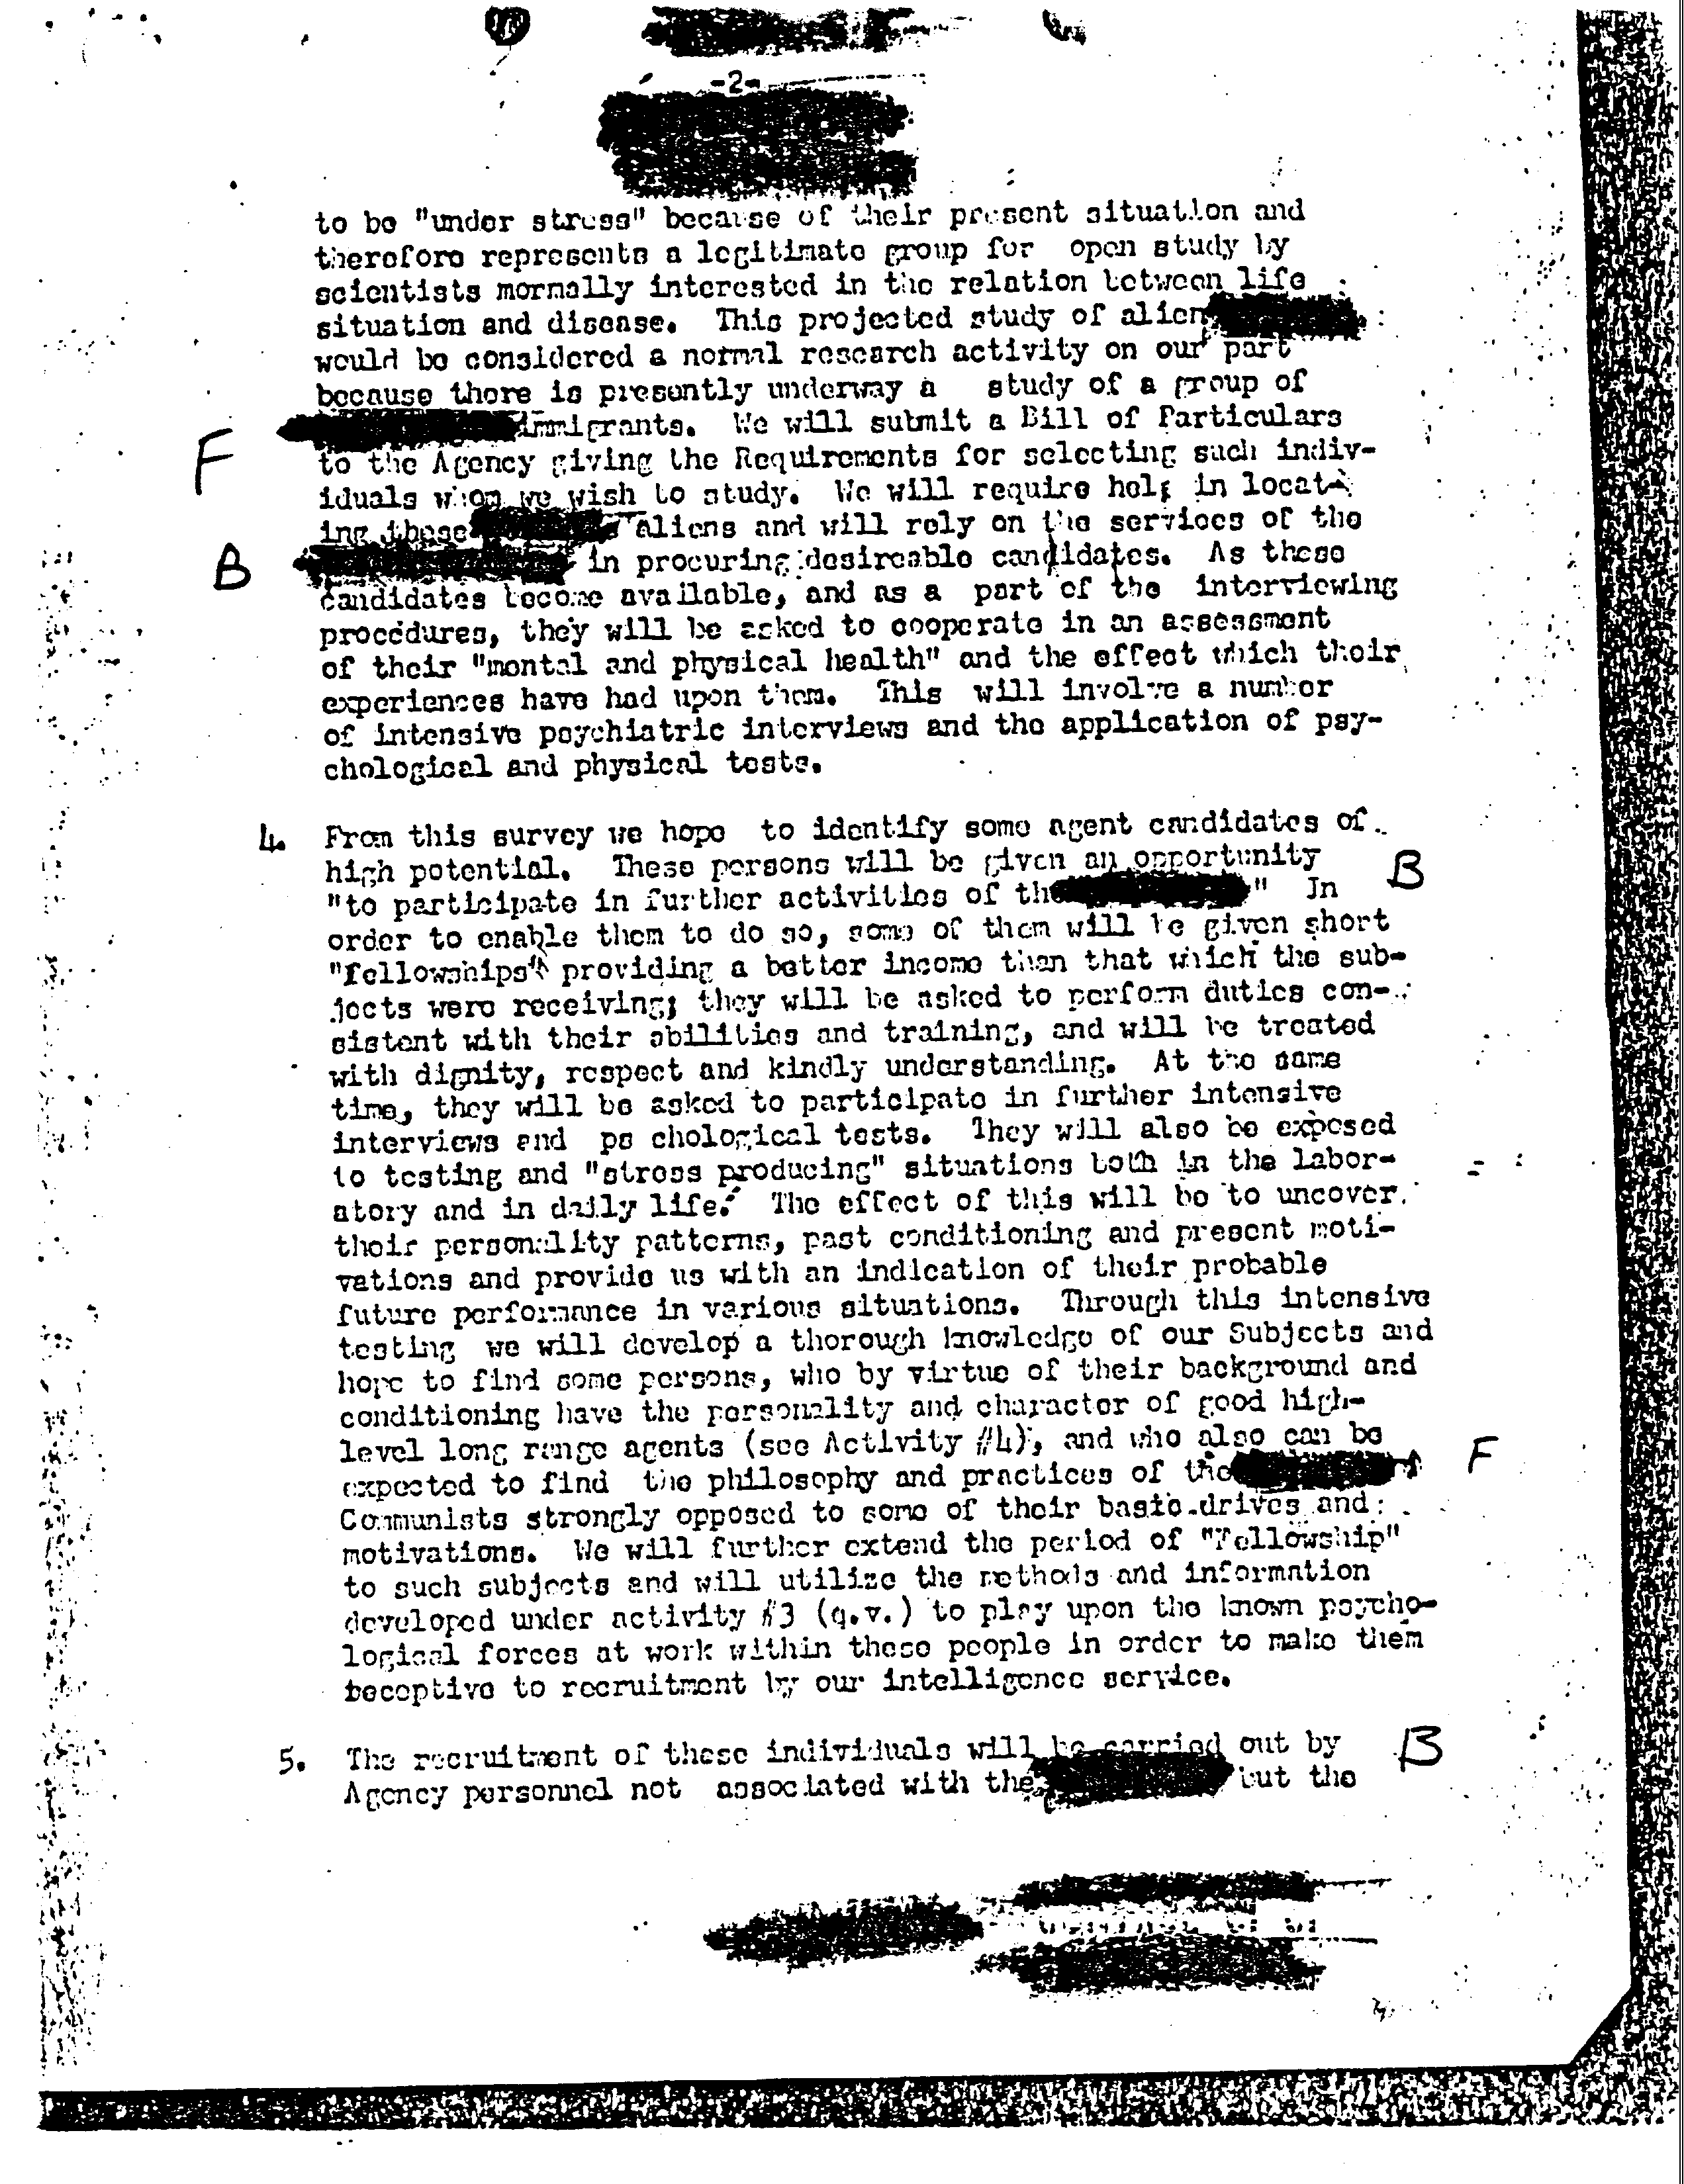 -2-
to be "under stress" because of their present situation and
therefore represents a legitimate group for open study by
scientists mornally interested in the relation between life
situation and disease. This projected study of alien
would be considered a normal research activity on our part
because there is presently underway a study of a group of
immigrants. We will submit a Bill of Particulars
F
to the Agency giving the Requirements for selecting such indiv-
iduals whom we wish to study. We will require help in locat-
ing these aliens and will rely on the services of the
B
in procuring desireable candidates. As these
candidates become available, and as a part of the interviewing
procedures, they will be asked to cooperate in an assessment
of their "mental and physical health" and the effect which their
experiences have had upon them. This will involve a number
of intensive psychiatric interviews and the application of psy-
chological and physical tests.
4. From this survey we hope to identify some agent candidates of
high potential. These persons will be given an opportunity
B
"to participate in further activities of the " In
order to enable them to do so, some of them will be given short
"fellowships" providing a better income than that which the sub-
jects were receiving; they will be asked to perform duties con-
sistent with their abilities and training, and will be treated
with dignity, respect and kindly understanding. At the same
time, they will be asked to participate in further intensive
interviews and ps chological tests. They will also be exposed
to testing and "stress producing" situations both in the labor-
atory and in daily life. The effect of this will be to uncover
their personality patterns, past conditioning and present moti-
vations and provide us with an indication of their probable
future performance in various situations. Through this intensive
testing we will develop a thorough knowledge of our Subjects and
hope to find some persons, who by virtue of their background and
conditioning have the personality and character of good high-
level long range agents (see Activity #4), and who also can be
expected to find the philosophy and practices of the
F
Communists strongly opposed to some of their basic drives and
motivations. We will further extend the period of "Fellowship"
to such subjects and will utilize the methods and information
developed under activity #3 (q.v.) to play upon the known psycho-
logical forces at work within these people in order to make them
receptive to recruitment by our intelligence service.
5. The recruitment of these individuals will be carried out by
B
Agency personnel not associated with the but the